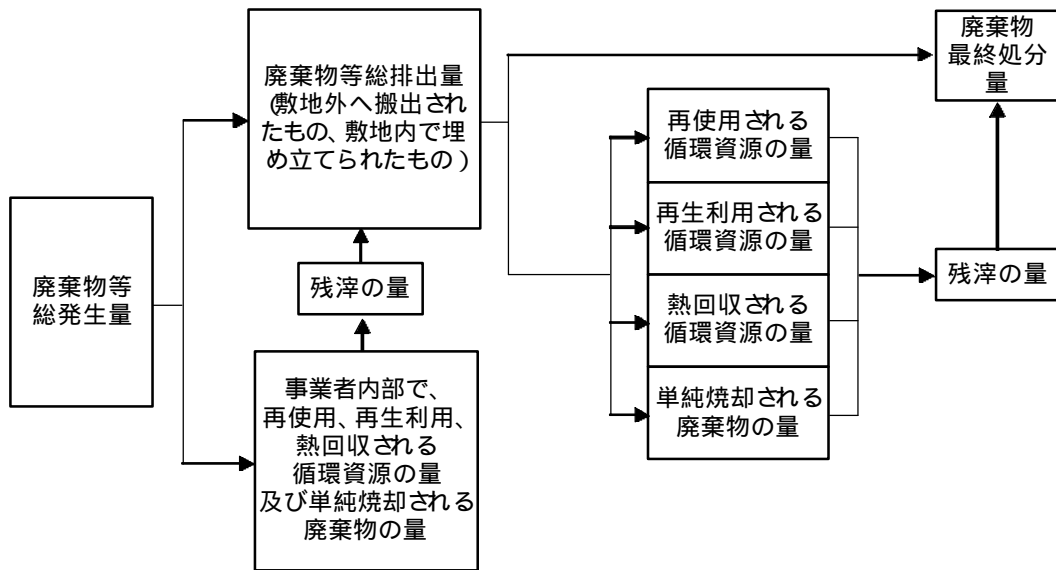 廃棄物等
総発生量
廃棄物等総排出量
(敷地外へ搬出され
たもの、敷地内で埋
め立てられたもの)
残滓の量
事業者内部で、
再使用、再生利用、
熱回収される
循環資源の量
及び単純焼却される
廃棄物の量
再使用される
循環資源の量
再生利用される
循環資源の量
熱回収される
循環資源の量
単純焼却される
廃棄物の量
廃棄物
最終処分
量
残滓の量